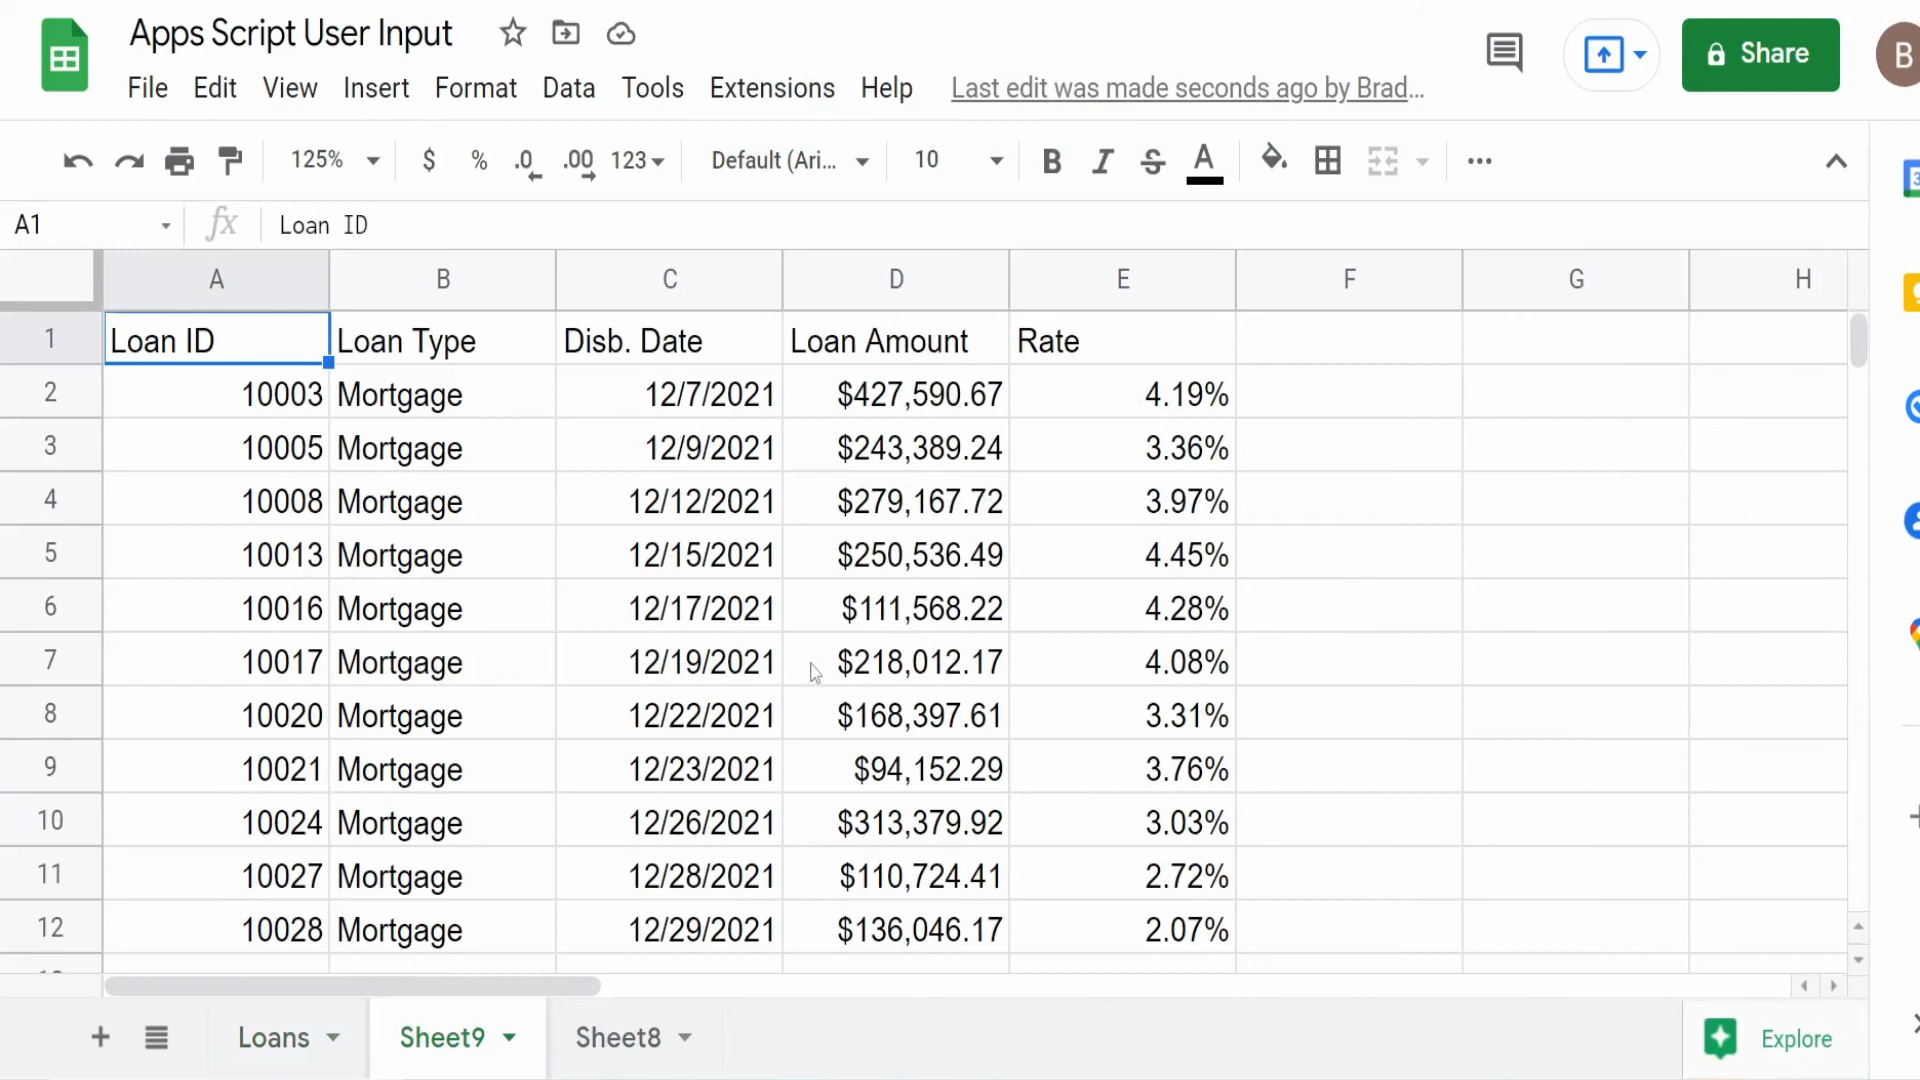 Apps Script User Input
B
Share
File Edit View Insert Format Data Tools Extensions Help Last edit was made seconds ago by Brad...
125% $ % .0 .00 123 Default (Ari... 10 B I S A
A1 fx Loan ID
A B C D E F G H
1 Loan ID Loan Type Disb. Date Loan Amount Rate
2 10003 Mortgage 12/7/2021 $427,590.67 4.19%
3 10005 Mortgage 12/9/2021 $243,389.24 3.36%
4 10008 Mortgage 12/12/2021 $279,167.72 3.97%
5 10013 Mortgage 12/15/2021 $250,536.49 4.45%
6 10016 Mortgage 12/17/2021 $111,568.22 4.28%
7 10017 Mortgage 12/19/2021 $218,012.17 4.08%
8 10020 Mortgage 12/22/2021 $168,397.61 3.31%
9 10021 Mortgage 12/23/2021 $94,152.29 3.76%
10 10024 Mortgage 12/26/2021 $313,379.92 3.03%
11 10027 Mortgage 12/28/2021 $110,724.41 2.72%
12 10028 Mortgage 12/29/2021 $136,046.17 2.07%
Loans Sheet9 Sheet8 Explore